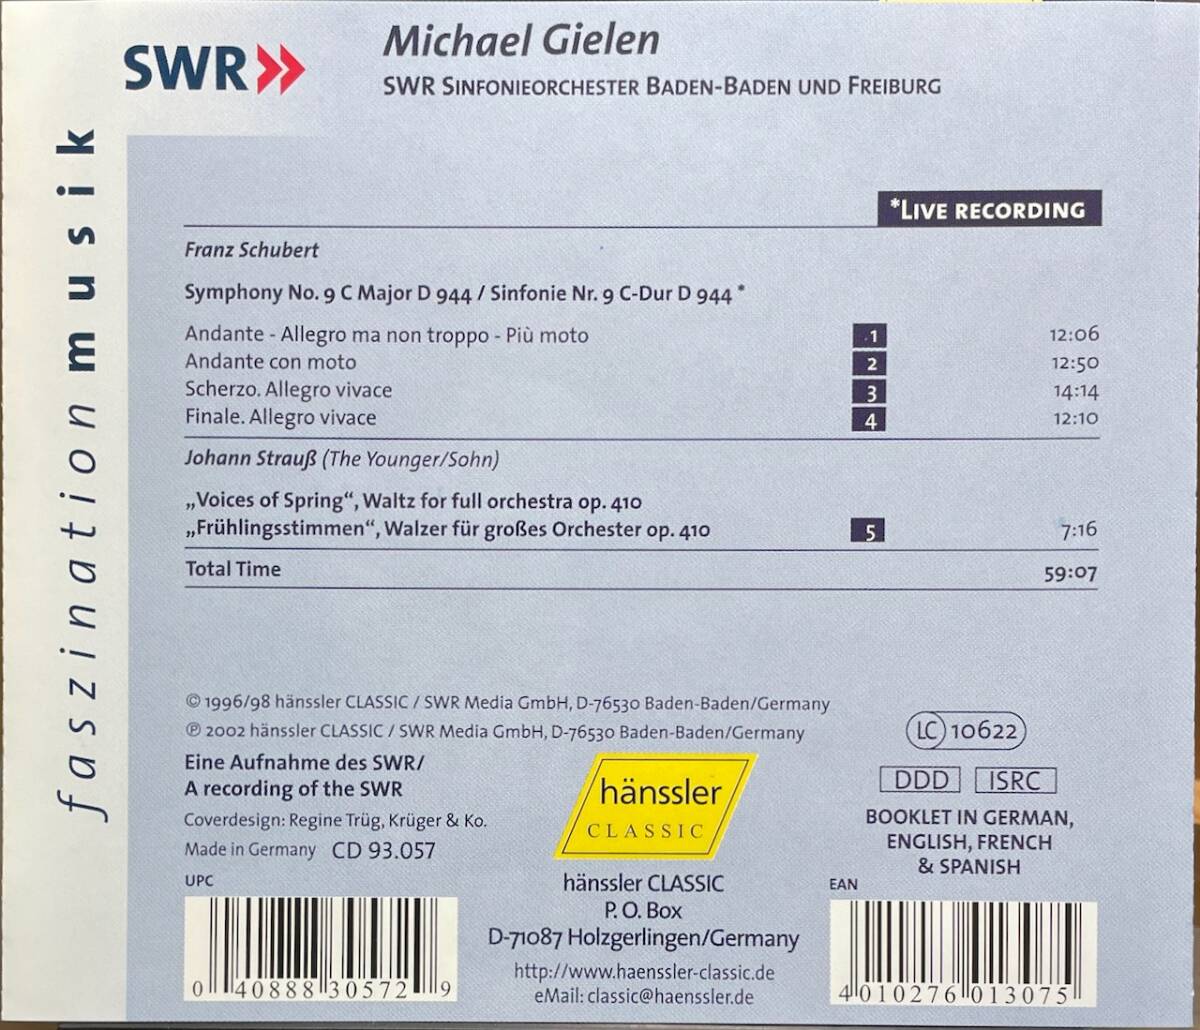 SWR
Michael Gielen
SWR SINFONIEORCHESTER BADEN-BADEN UND FREIBURG
faszination musik
*LIVE RECORDING
Franz Schubert
Symphony No. 9 C Major D 944 / Sinfonie Nr. 9 C-Dur D 944 *
Andante - Allegro ma non troppo - Più moto 1 12:06
Andante con moto 2 12:50
Scherzo. Allegro vivace 3 14:14
Finale. Allegro vivace 4 12:10
Johann Strauß (The Younger/Sohn)
„Voices of Spring“, Waltz for full orchestra op. 410
„Frühlingsstimmen“, Walzer für großes Orchester op. 410 5 7:16
Total Time 59:07
© 1996/98 hänssler CLASSIC / SWR Media GmbH, D-76530 Baden-Baden/Germany
℗ 2002 hänssler CLASSIC / SWR Media GmbH, D-76530 Baden-Baden/Germany
Eine Aufnahme des SWR/
A recording of the SWR
Coverdesign: Regine Trüg, Krüger & Ko.
Made in Germany CD 93.057
UPC
0 40888 30572 9
hänssler
CLASSIC
hänssler CLASSIC
P. O. Box
D-71087 Holzgerlingen/Germany
http://www.haenssler-classic.de
eMail: classic@haenssler.de
LC 10622
DDD ISRC
BOOKLET IN GERMAN,
ENGLISH, FRENCH
& SPANISH
EAN
4 010276 013075